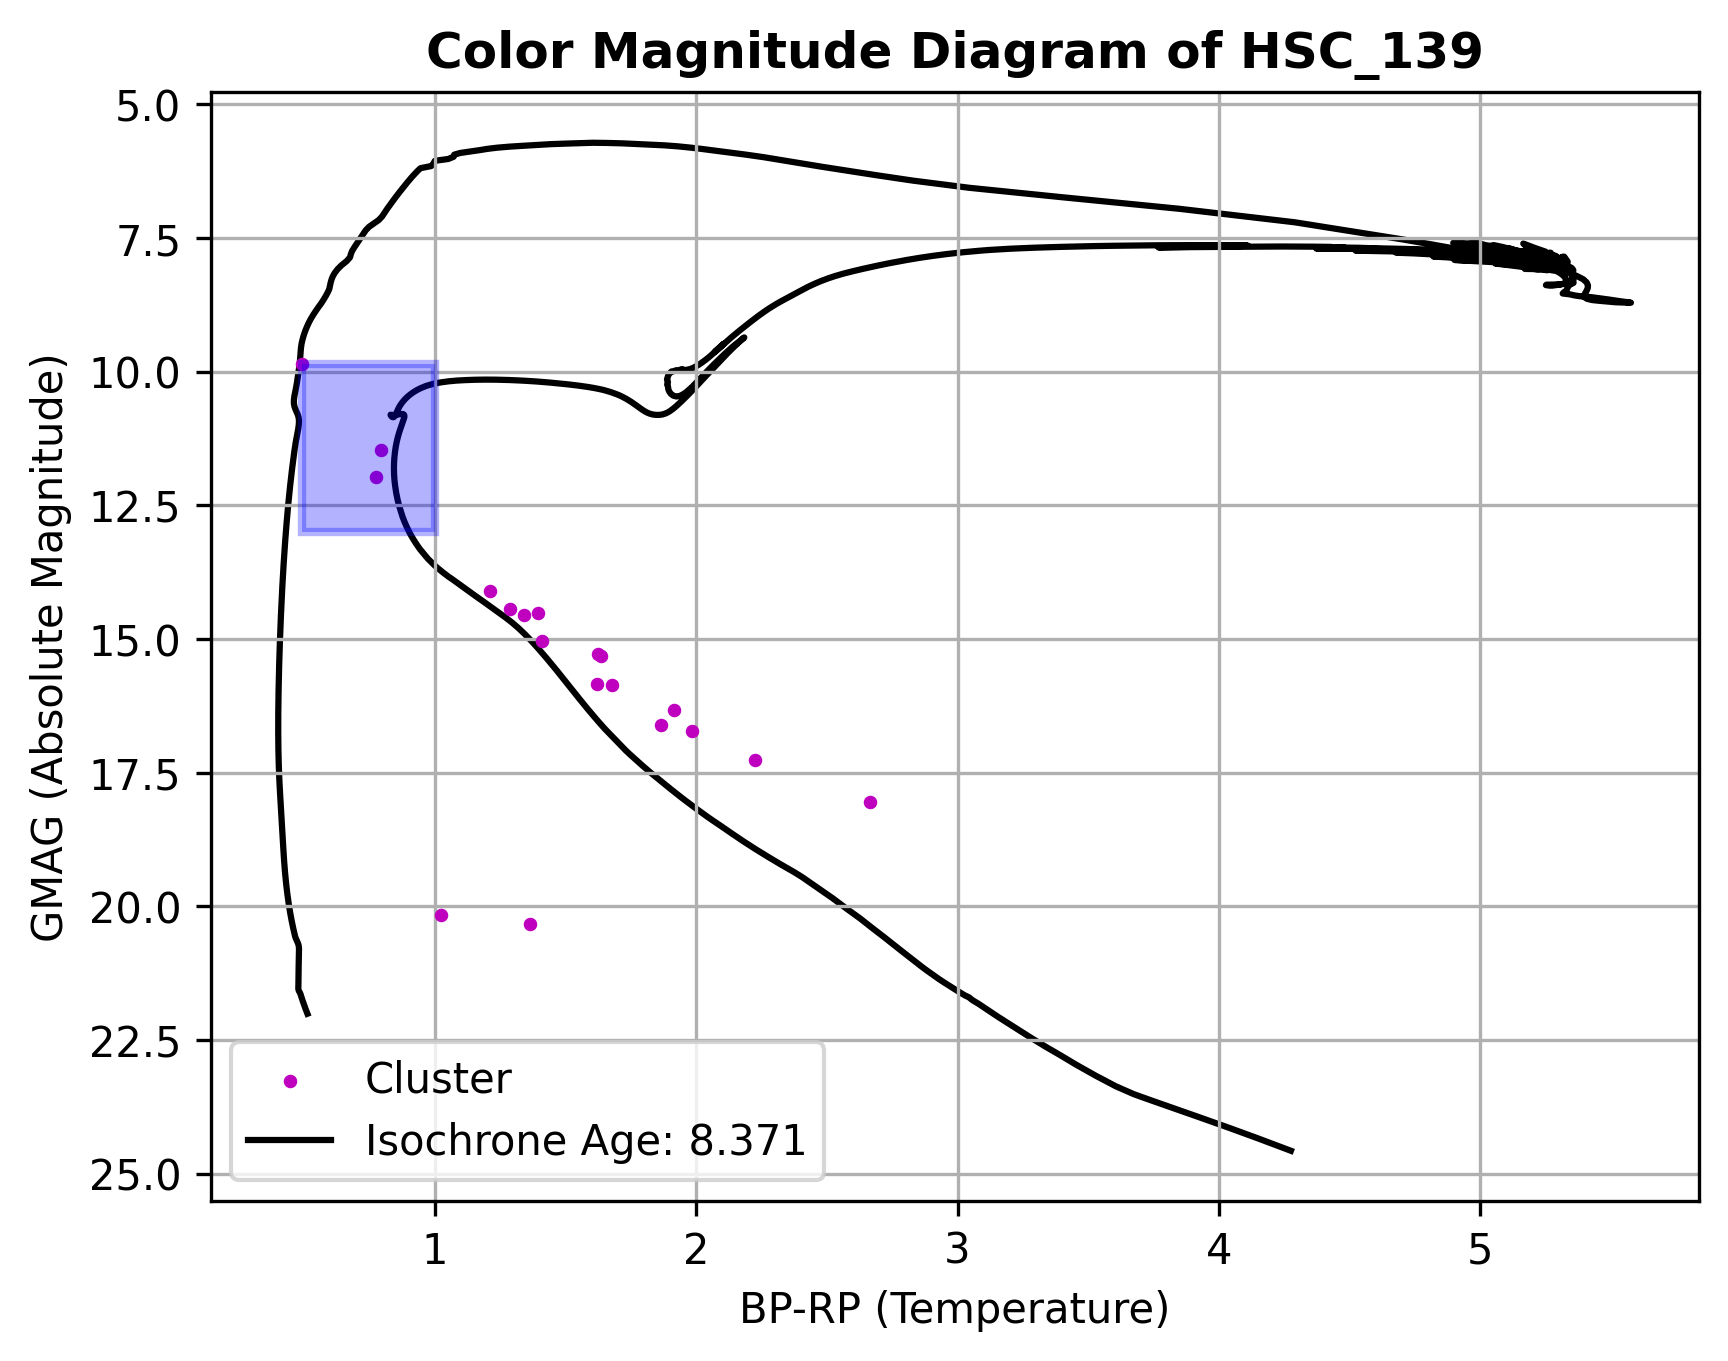 Color Magnitude Diagram of HSC_139
5.0
7.5
10.0
12.5
15.0
17.5
20.0
22.5
25.0
GMAG (Absolute Magnitude)
Cluster
Isochrone Age: 8.371
1
2
3
4
5
BP-RP (Temperature)